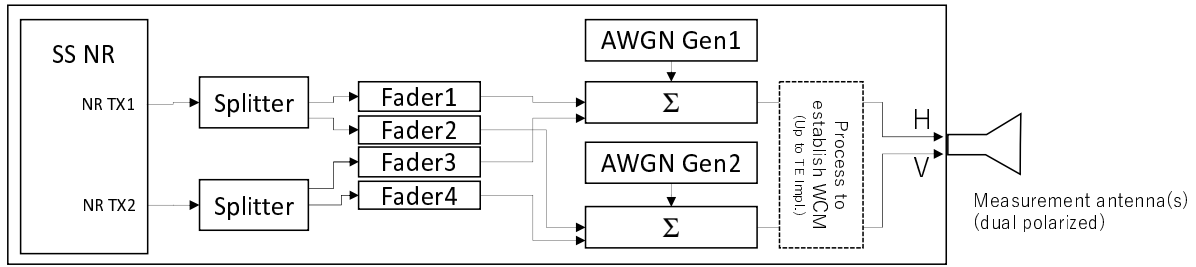 SS NR
NR TX1
NR TX2
Splitter
Splitter
Fader1
Fader2
Fader3
Fader4
AWGN Gen1
Σ
AWGN Gen2
Σ
Process to
establish WCM
(Up to TE Impl.)
H
V
Measurement antenna(s)
(dual polarized)